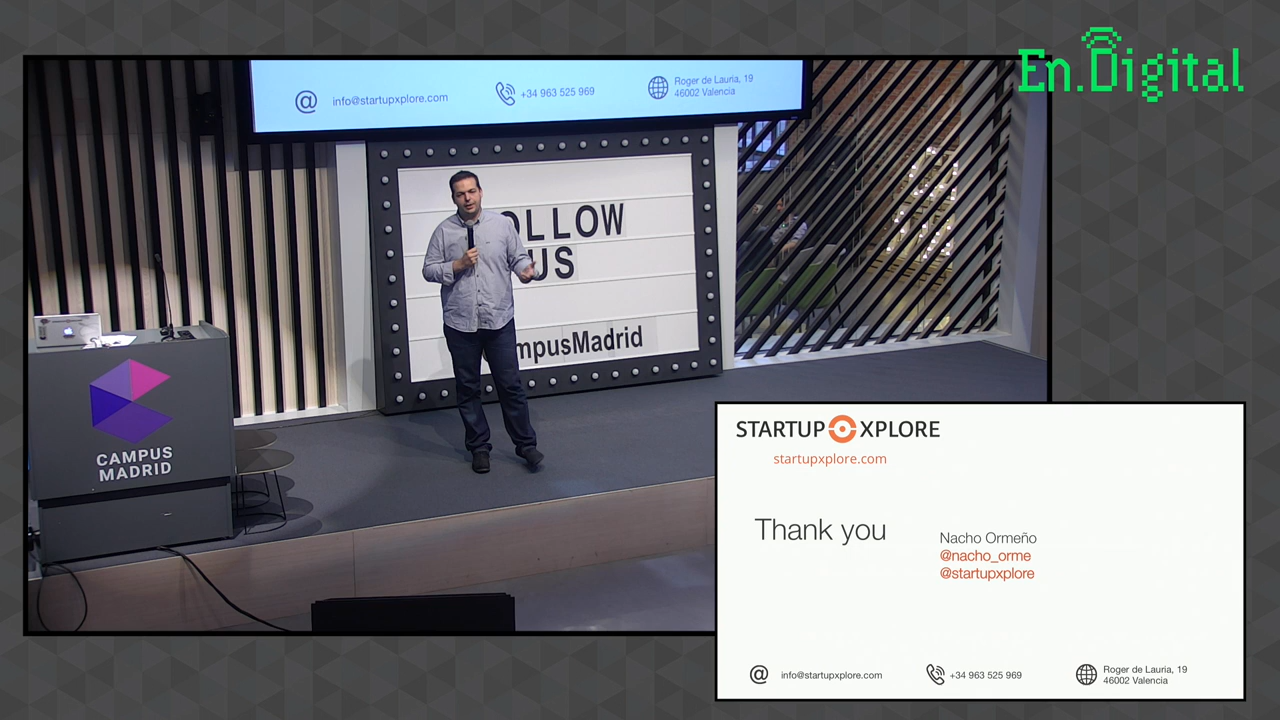 En.Digital
info@startupxplore.com
+34 963 525 969
Roger de Lauria, 19
46002 Valencia
OLLOW
US
mpusMadrid
CAMPUS
MADRID
STARTUP XPLORE
startupxplore.com
Thank you
Nacho Ormeño
@nacho_orme
@startupxplore
@ info@startupxplore.com
+34 963 525 969
Roger de Lauria, 19
46002 Valencia